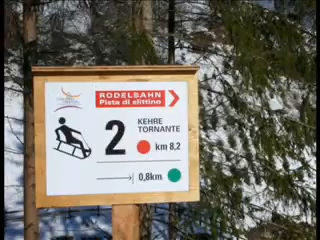 RODELBAHN
Pista di slittino
2
KEHRE
TORNANTE
km 8,2
0,8km